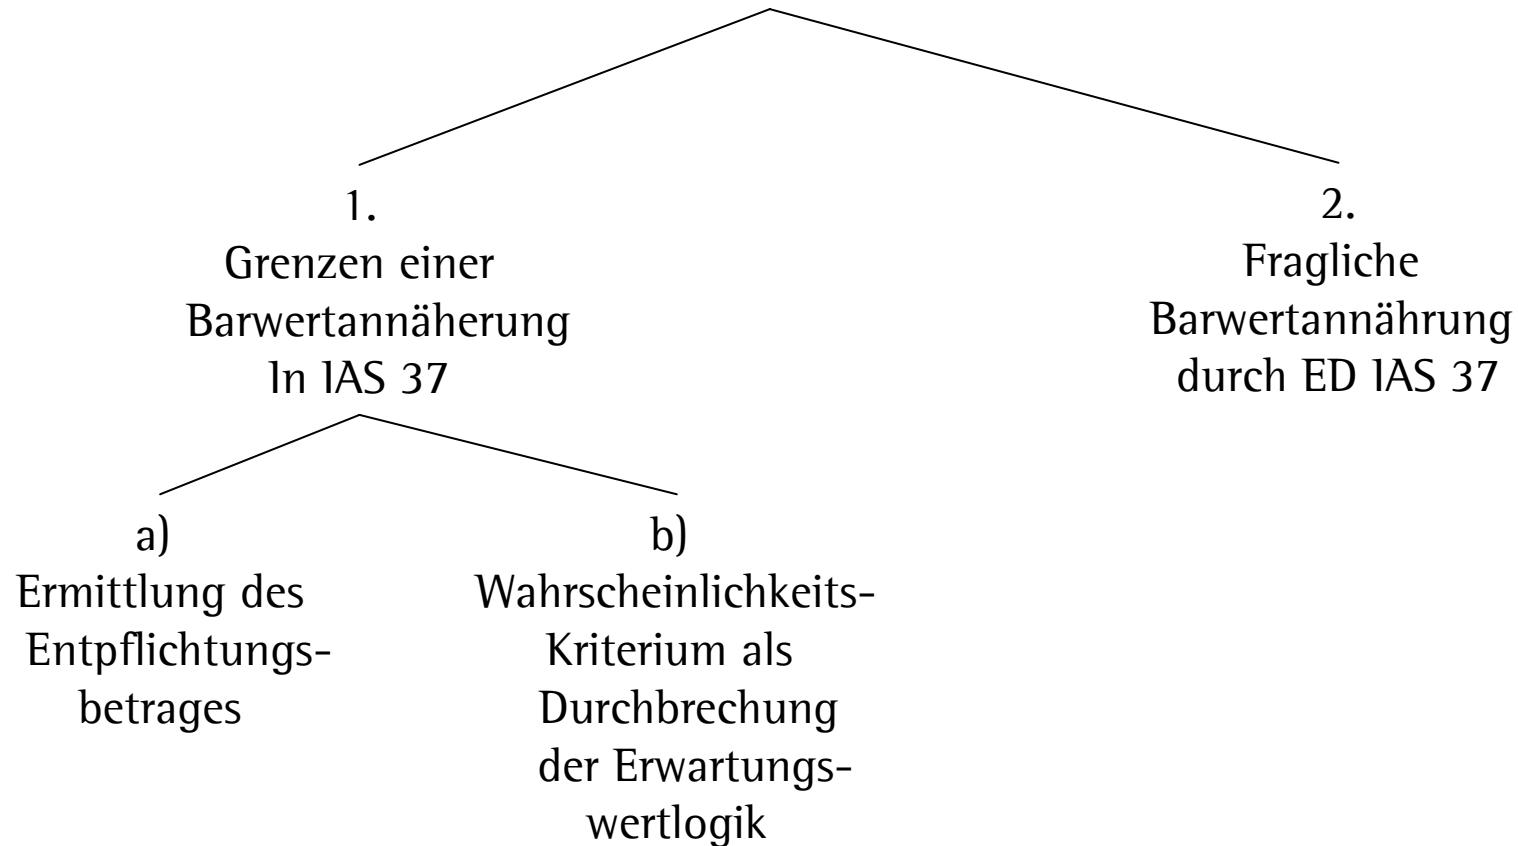 1.
Grenzen einer
Barwertannäherung
In IAS 37
2.
Fragliche
Barwertannährung
durch ED IAS 37
a)
Ermittlung des
Entpflichtungs-
betrages
b)
Wahrscheinlichkeits-
Kriterium als
Durchbrechung
der Erwartungs-
wertlogik